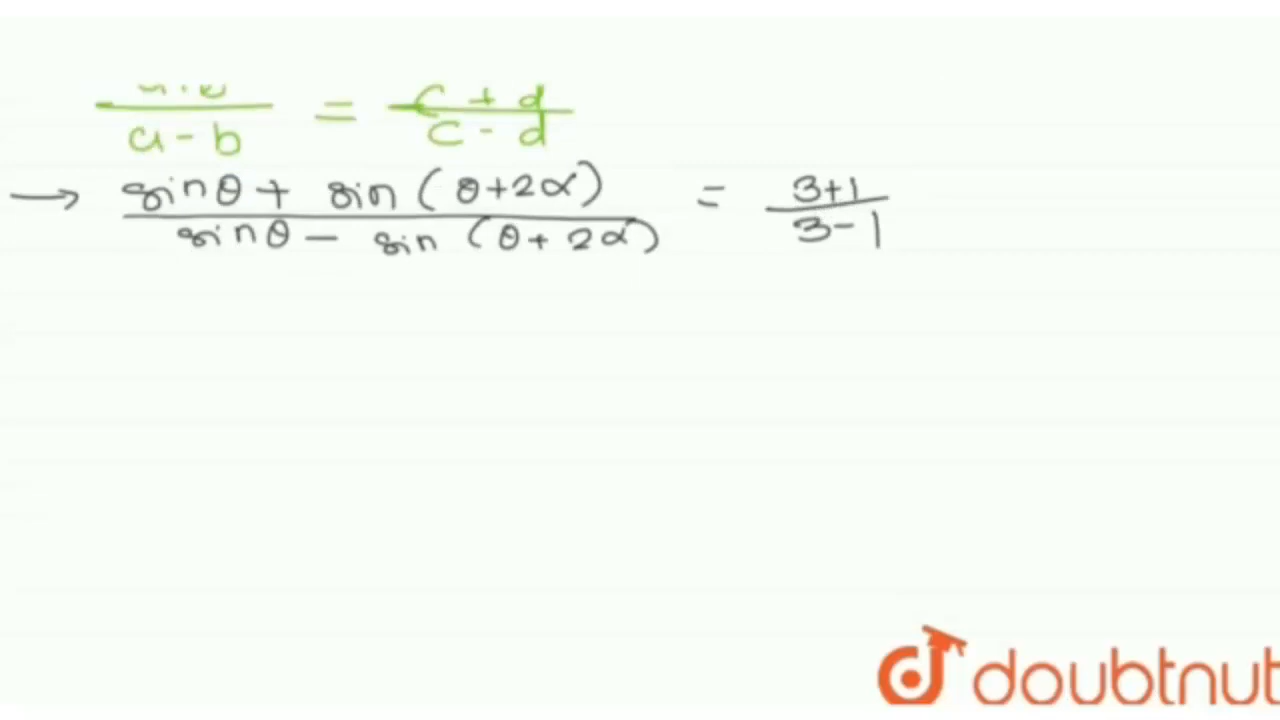 a - b = c + d
c - d
→ sinθ + sin (θ+2α) = 3+1
sinθ - sin (θ + 2α) 3-1
doubtnut